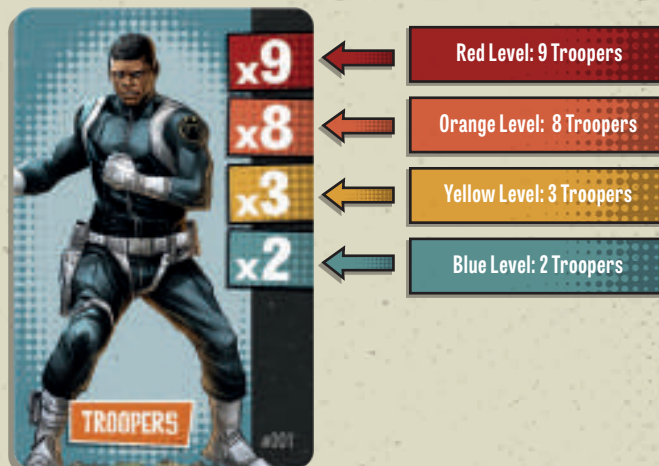 x9
Red Level: 9 Troopers
x8
Orange Level: 8 Troopers
x3
Yellow Level: 3 Troopers
x2
Blue Level: 2 Troopers
TROOPERS
#001